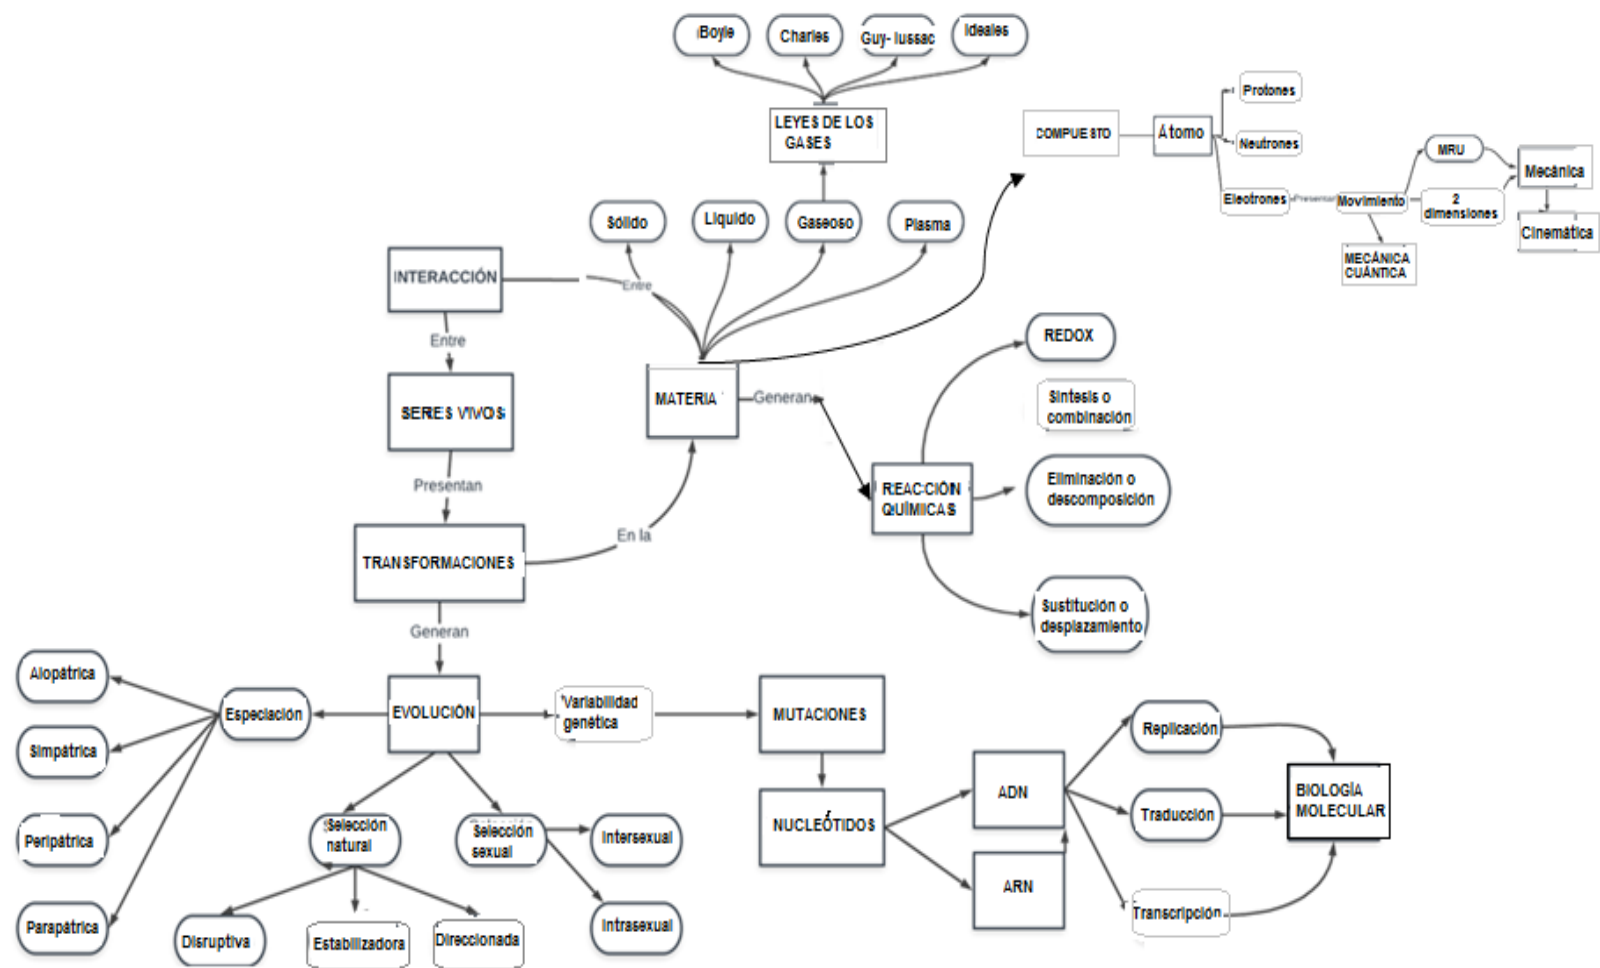 Boyle
Charles
Guy- lussac
Ideales
LEYES DE LOS
GASES
Protones
COMPUESTO
Átomo
Neutrones
MRU
Mecánica
Electrones
Presentan
Movimiento
2
dimensiones
Cinemática
MECÁNICA
CUÁNTICA
Sólido
Liquido
Gaseoso
Plasma
INTERACCIÓN
Entre
Entre
SERES VIVOS
MATERIA
Generan
REDOX
Sintesis o
combinación
Presentan
REACCIÓN
QUÍMICAS
Eliminación o
descomposición
TRANSFORMACIONES
En la
Sustitución o
desplazamiento
Generan
Alopátrica
Especiación
EVOLUCIÓN
Variabilidad
genética
MUTACIONES
Replicación
Simpátrica
ADN
BIOLOGÍA
MOLECULAR
Peripátrica
Selección
natural
Selección
sexual
Intersexual
NUCLEÓTIDOS
Traducción
ARN
Parapátrica
Disruptiva
Estabilizadora
Direccionada
Intrasexual
Transcripción